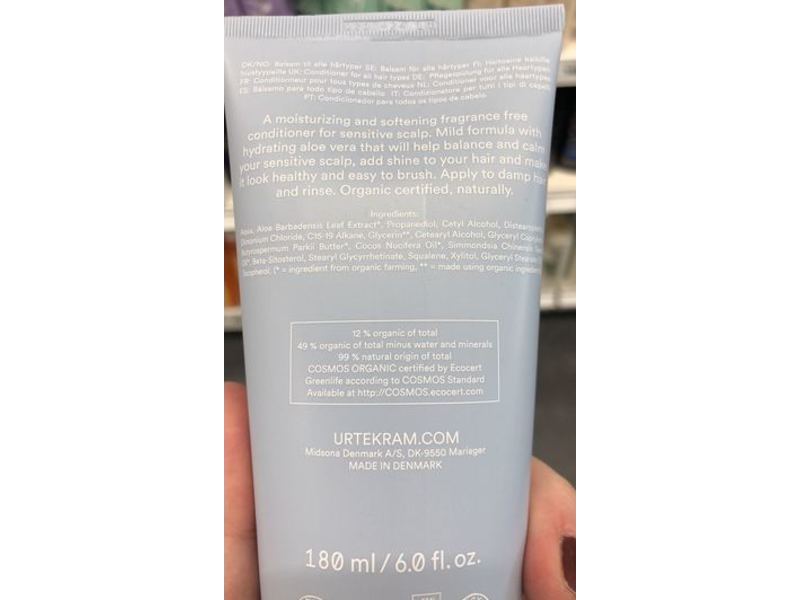 DK/NO: Balsam til alle hårtyper SE: Balsam för alla hårtyper FI: Hoitoaine kaikille
hiustyypeille UK: Conditioner for all hair types DE: Pflegespülung für alle Haartypen
FR: Conditionneur pour tous types de cheveux NL: Conditioner voor alle haartypen
ES: Bálsamo para todo tipo de cabello. IT: Condizionatore per tutti i tipi di capelli
PT: Condicionador para todos os tipos de cabelo.
A moisturizing and softening fragrance free
conditioner for sensitive scalp. Mild formula with
hydrating aloe vera that will help balance and calm
your sensitive scalp, add shine to your hair and make
it look healthy and easy to brush. Apply to damp hair
and rinse. Organic certified, naturally.
Ingredients:
Aqua, Aloe Barbadensis Leaf Extract*, Propanediol, Cetyl Alcohol,
Dimonium Chloride, C15-19 Alkane, Glycerin**, Cetearyl Alcohol, Glyceryl
Butyrospermum Parkii Butter*, Cocos Nucifera Oil*, Simmondsia Chinensis Seed
Oil*, Beta-Sitosterol, Stearyl Glycyrrhetinate, Squalene, Xylitol, Glyceryl
Tocopherol. (* = ingredient from organic farming, ** = made using organic
12 % organic of total
49 % organic of total minus water and minerals
99 % natural origin of total
COSMOS ORGANIC certified by Ecocert
Greenlife according to COSMOS Standard
Available at http://COSMOS.ecocert.com
URTEKRAM.COM
Midsona Denmark A/S, DK-9550 Mariager
MADE IN DENMARK
180 ml / 6.0 fl. oz.